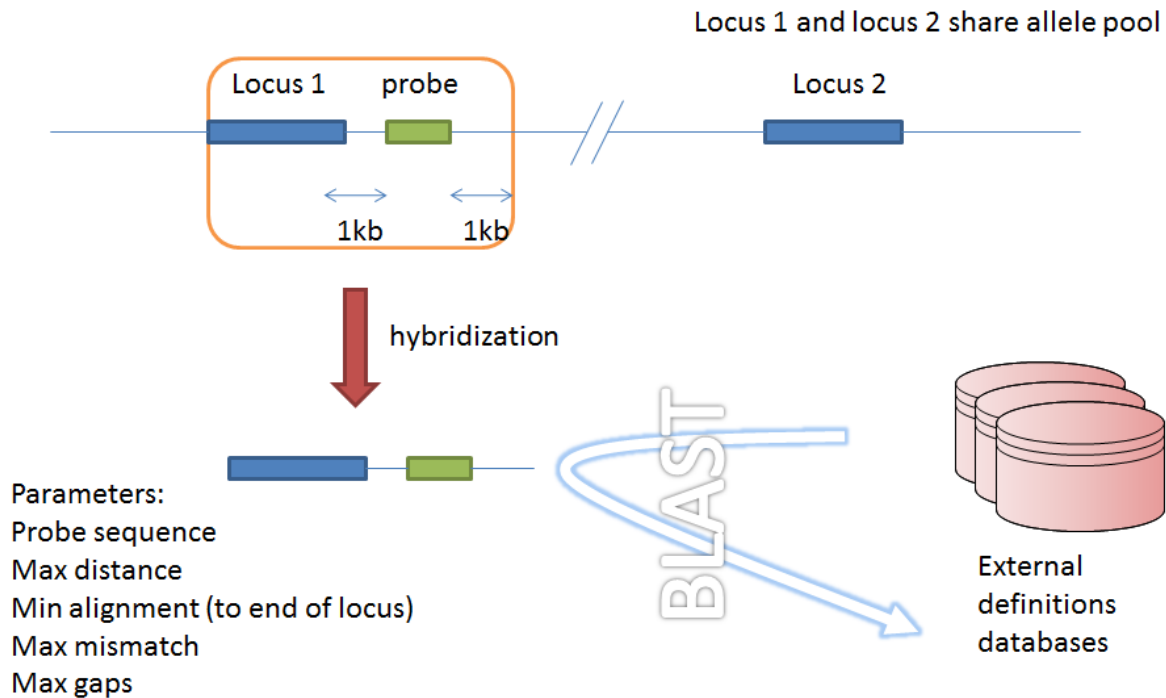 Locus 1 and locus 2 share allele pool
Locus 1
probe
Locus 2
1kb
1kb
hybridization
BLAST
Parameters:
Probe sequence
Max distance
Min alignment (to end of locus)
Max mismatch
Max gaps
External
definitions
databases